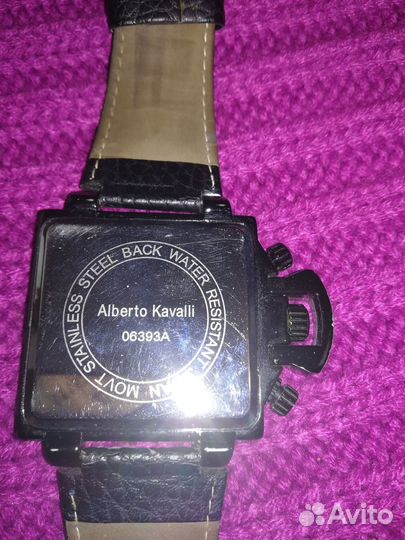 STAINLESS STEEL BACK WATER RESISTANT
MOVT
Alberto Kavalli
06393A
Avito